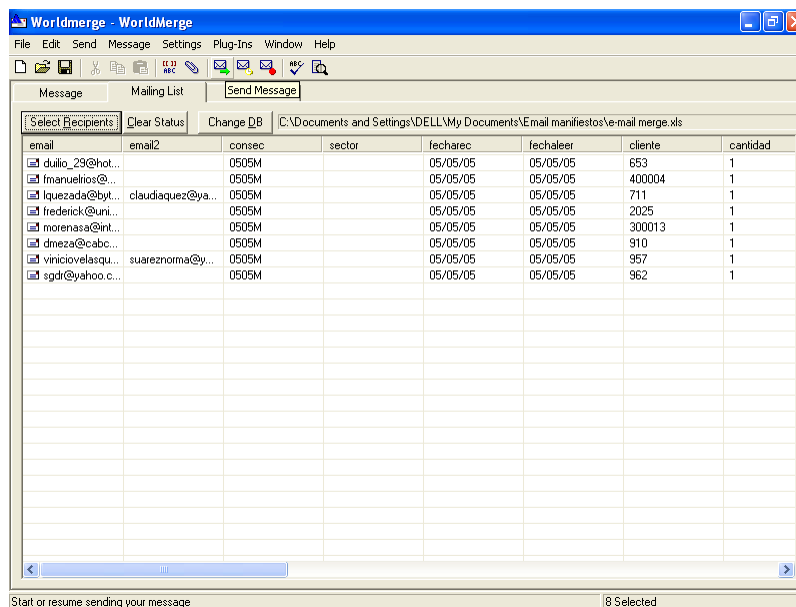 Worldmerge - WorldMerge
File Edit Send Message Settings Plug-Ins Window Help
Message Mailing List Send Message
Select Recipients Clear Status Change DB C:\Documents and Settings\DELL\My Documents\Email manifiestos\e-mail merge.xls
email email2 consec sector fecharec fechaleer cliente cantidad
duilio_29@hot... 0505M 05/05/05 05/05/05 653 1
fmanuelrios@... 0505M 05/05/05 05/05/05 400004 1
lquezada@byt... claudiaquez@ya... 0505M 05/05/05 05/05/05 711 1
frederick@uni... 0505M 05/05/05 05/05/05 2025 1
morenasa@int... 0505M 05/05/05 05/05/05 300013 1
dmeza@cabc... 0505M 05/05/05 05/05/05 910 1
viniciovelasqu... suareznorma@y... 0505M 05/05/05 05/05/05 957 1
sgdr@yahoo.c... 0505M 05/05/05 05/05/05 962 1
Start or resume sending your message 8 Selected